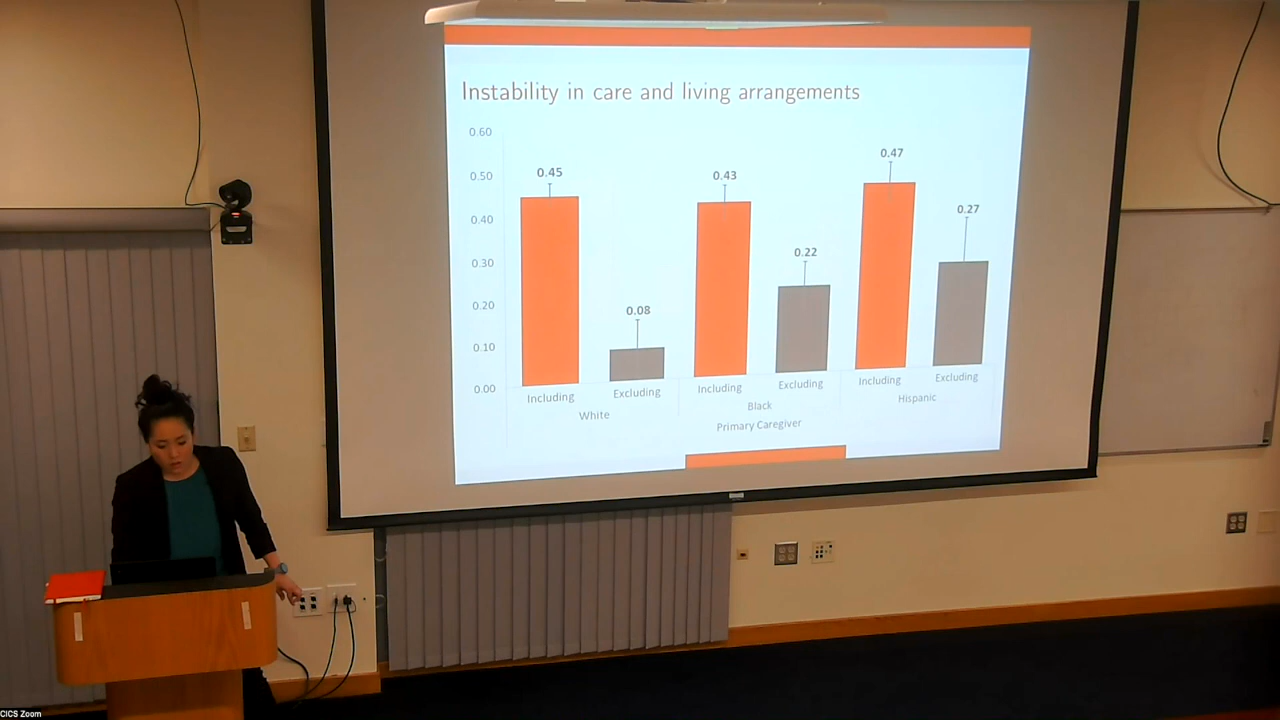 Instability in care and living arrangements
0.60
0.50
0.40
0.30
0.20
0.10
0.00
0.45
0.08
0.43
0.22
0.47
0.27
Including
Excluding
Including
Excluding
Including
Excluding
White
Black
Hispanic
Primary Caregiver
CICS Zoom